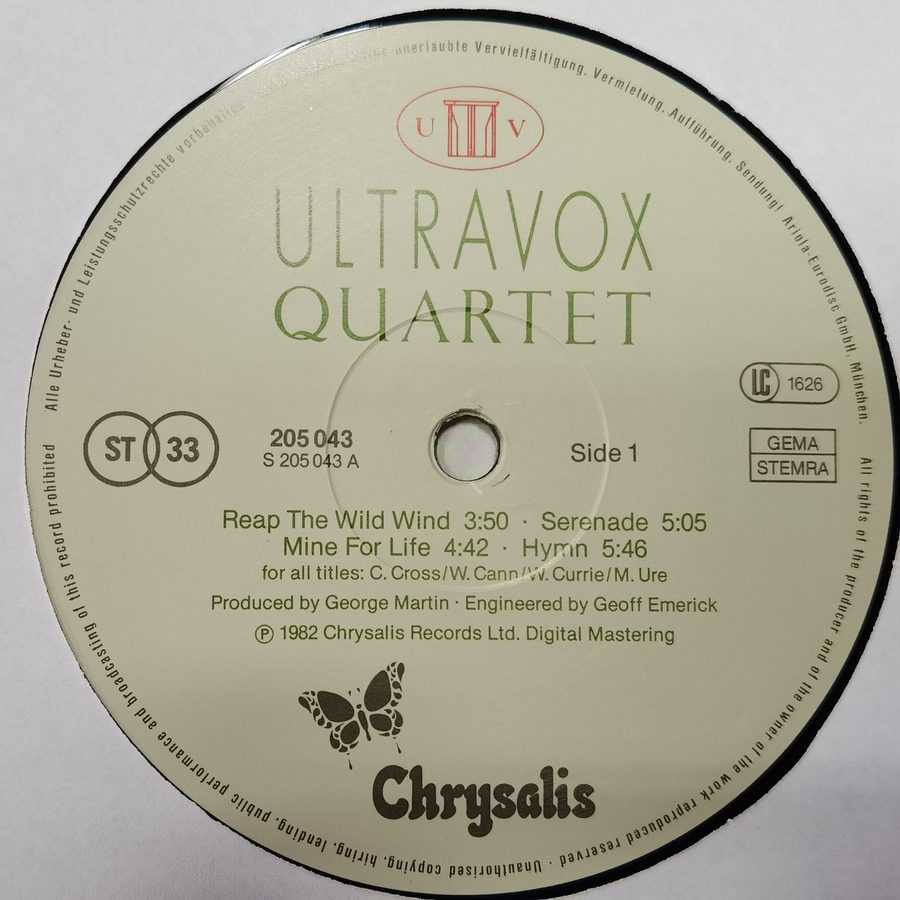 U V
ULTRAVOX
QUARTET
LC 1626
GEMA
STEMRA
ST 33
205 043
S 205 043 A
Side 1
Reap The Wild Wind 3:50 · Serenade 5:05
Mine For Life 4:42 · Hymn 5:46
for all titles: C. Cross/W. Cann/W. Currie/M. Ure
Produced by George Martin · Engineered by Geoff Emerick
℗ 1982 Chrysalis Records Ltd. Digital Mastering
Chrysalis
Alle Urheber- und Leistungsschutzrechte vorbehalten unerlaubte Vervielfältigung, Vermietung, Aufführung, Sendung! Ariola-Eurodisc GmbH, München.
All rights of the producer and of the owner of the work reproduced reserved · Unauthorised copying, hiring, lending, public performance and broadcasting of this record prohibited